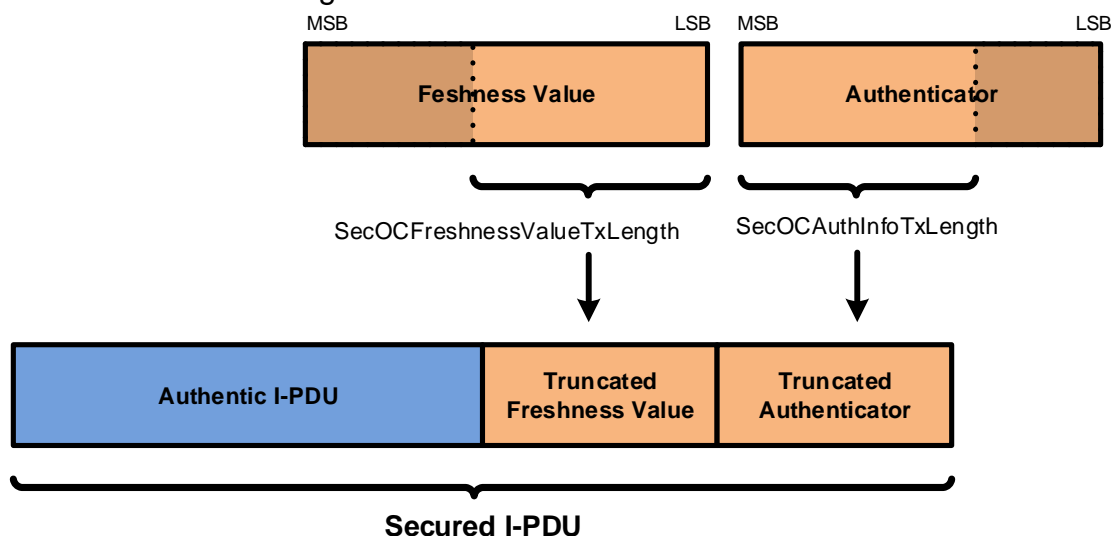 MSB LSB MSB LSB
Feshness Value Authenticator
SecOCFreshnessValueTxLength SecOCAuthInfoTxLength
Authentic I-PDU
Truncated
Freshness Value
Truncated
Authenticator
Secured I-PDU